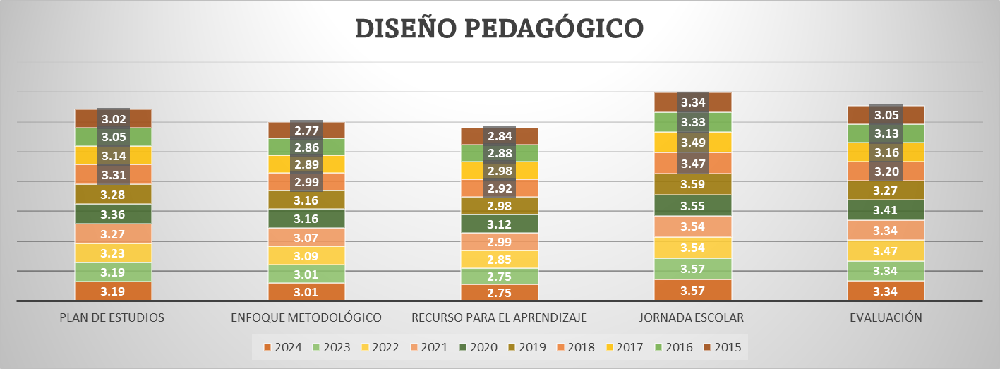 DISEÑO PEDAGÓGICO
3.02 2.77 2.84 3.34 3.05
3.05 2.86 2.88 3.33 3.13
3.14 2.89 2.98 3.49 3.16
3.31 2.99 2.92 3.47 3.20
3.28 3.16 2.98 3.59 3.27
3.36 3.16 3.12 3.55 3.41
3.27 3.07 2.99 3.54 3.34
3.23 3.09 2.85 3.54 3.47
3.19 3.01 2.75 3.57 3.34
3.19 3.01 2.75 3.57 3.34
PLAN DE ESTUDIOS ENFOQUE METODOLÓGICO RECURSO PARA EL APRENDIZAJE JORNADA ESCOLAR EVALUACIÓN
2024 2023 2022 2021 2020 2019 2018 2017 2016 2015